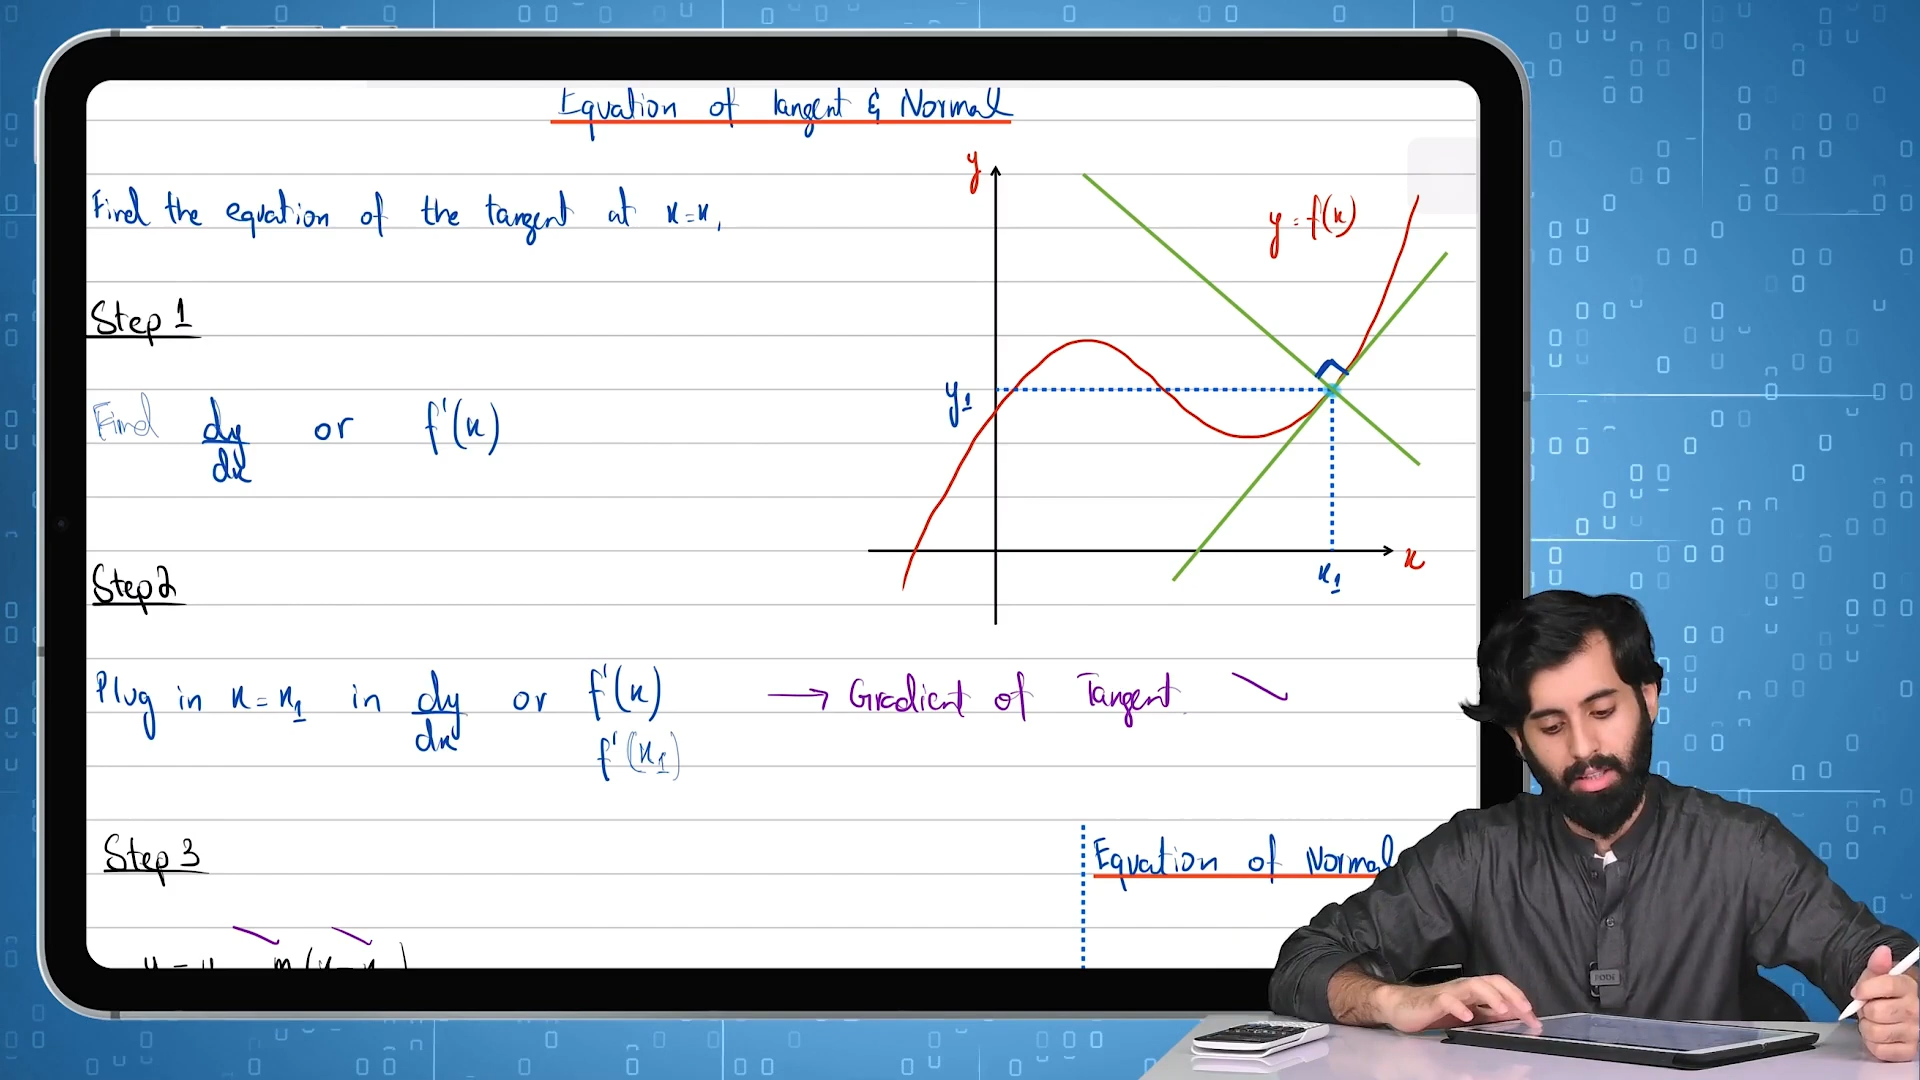 Equation of Tangent & Normal
Find the equation of the tangent at x=x₁
y
y = f(x)
Step 1
y₁
Find dy/dx or f'(x)
x
x₁
Step 2
Plug in x = x₁ in dy/dx or f'(x) → Gradient of Tangent
f'(x₁)
Step 3
Equation of Normal